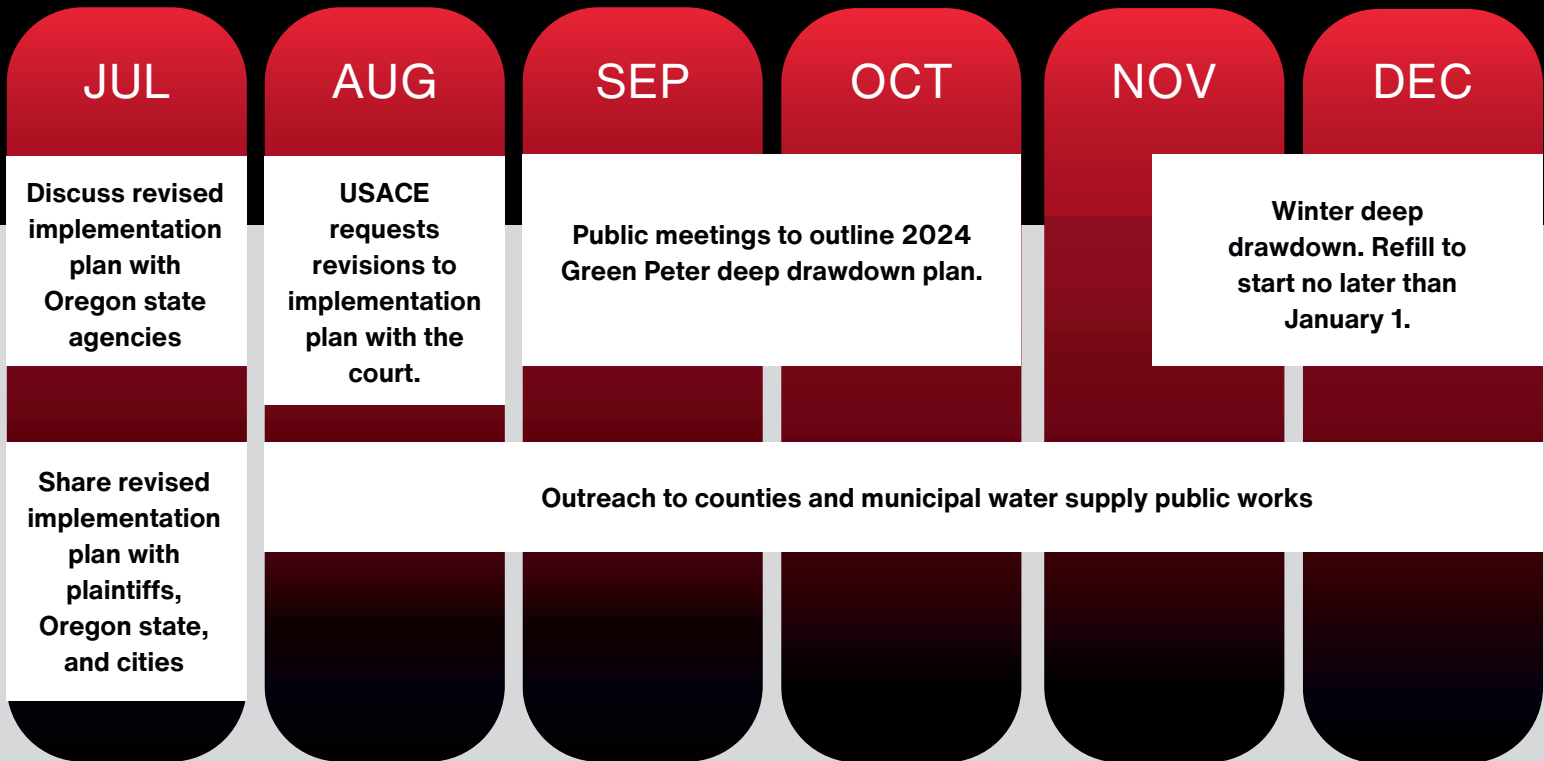 JUL
AUG
SEP
OCT
NOV
DEC
Discuss revised
implementation
plan with
Oregon state
agencies
USACE
requests
revisions to
implementation
plan with the
court.
Public meetings to outline 2024
Green Peter deep drawdown plan.
Winter deep
drawdown. Refill to
start no later than
January 1.
Share revised
implementation
plan with
plaintiffs,
Oregon state,
and cities
Outreach to counties and municipal water supply public works